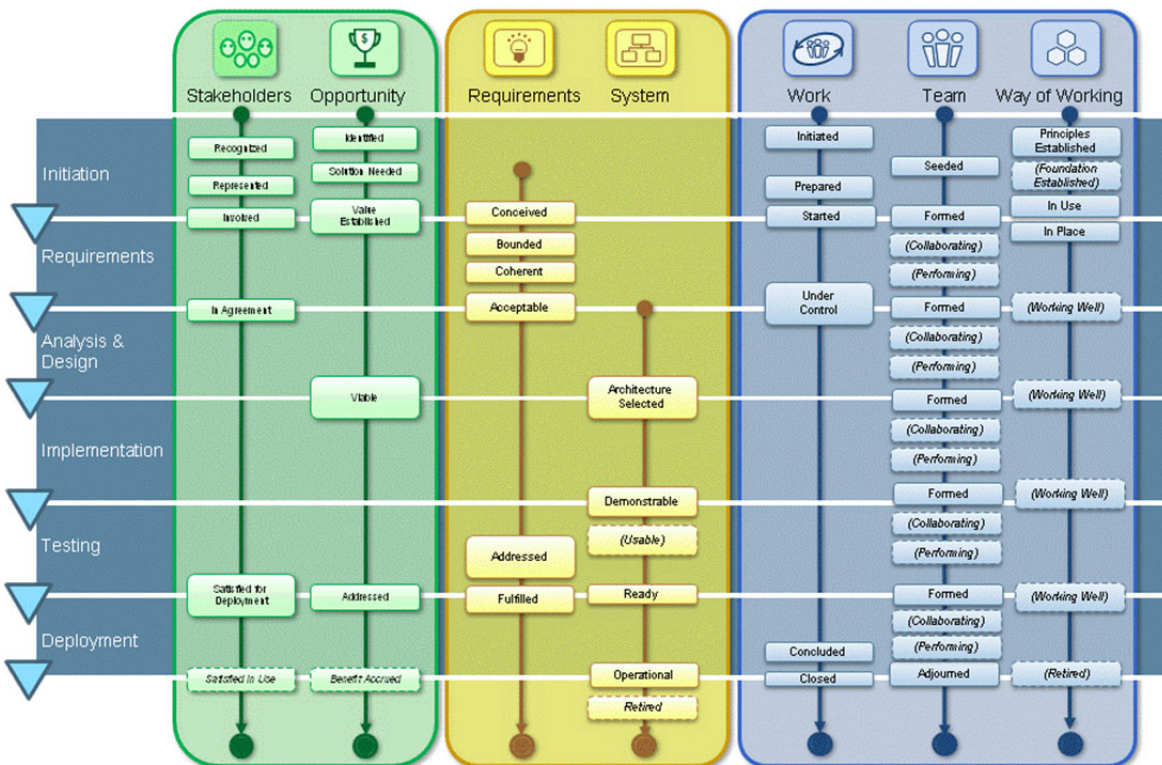 $
Stakeholders
Opportunity
Requirements
System
Work
Team
Way of Working
Initiation
Requirements
Analysis &
Design
Implementation
Testing
Deployment
Recognized
Represented
Involved
In Agreement
Satisfied for
Deployment
Satisfied In Use
Identified
Solution Needed
Value
Established
Viable
Addressed
Benefit Accrued
Conceived
Bounded
Coherent
Acceptable
Addressed
Fulfilled
Architecture
Selected
Demonstrable
(Usable)
Ready
Operational
Retired
Initiated
Prepared
Started
Under
Control
Concluded
Closed
Seeded
Formed
(Collaborating)
(Performing)
Formed
(Collaborating)
(Performing)
Formed
(Collaborating)
(Performing)
Formed
(Collaborating)
(Performing)
Formed
(Collaborating)
(Performing)
Adjourned
Principles
Established
(Foundation
Established)
In Use
In Place
(Working Well)
(Working Well)
(Working Well)
(Working Well)
(Retired)